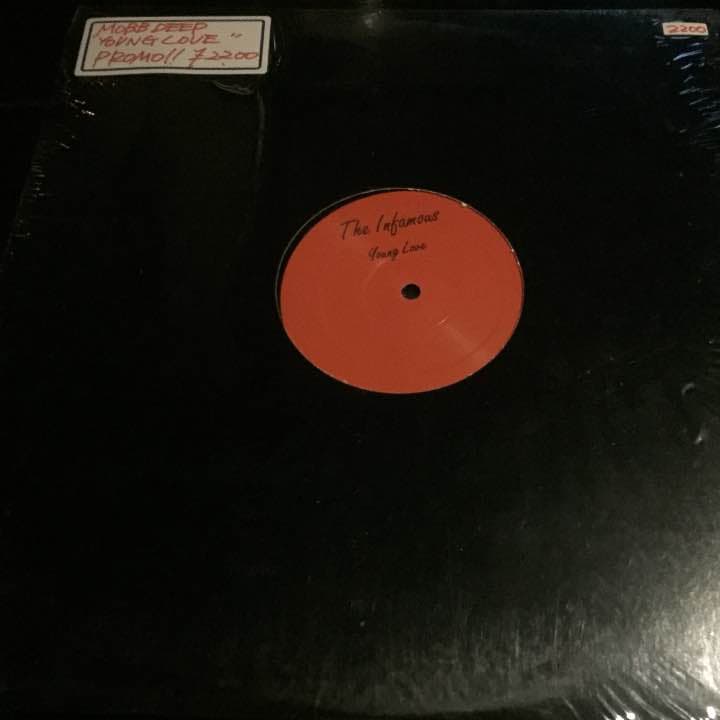 MOBB DEEP
YOUNG LOVE"
PROMO!! ¥2200
2200
The Infamous
Young Love